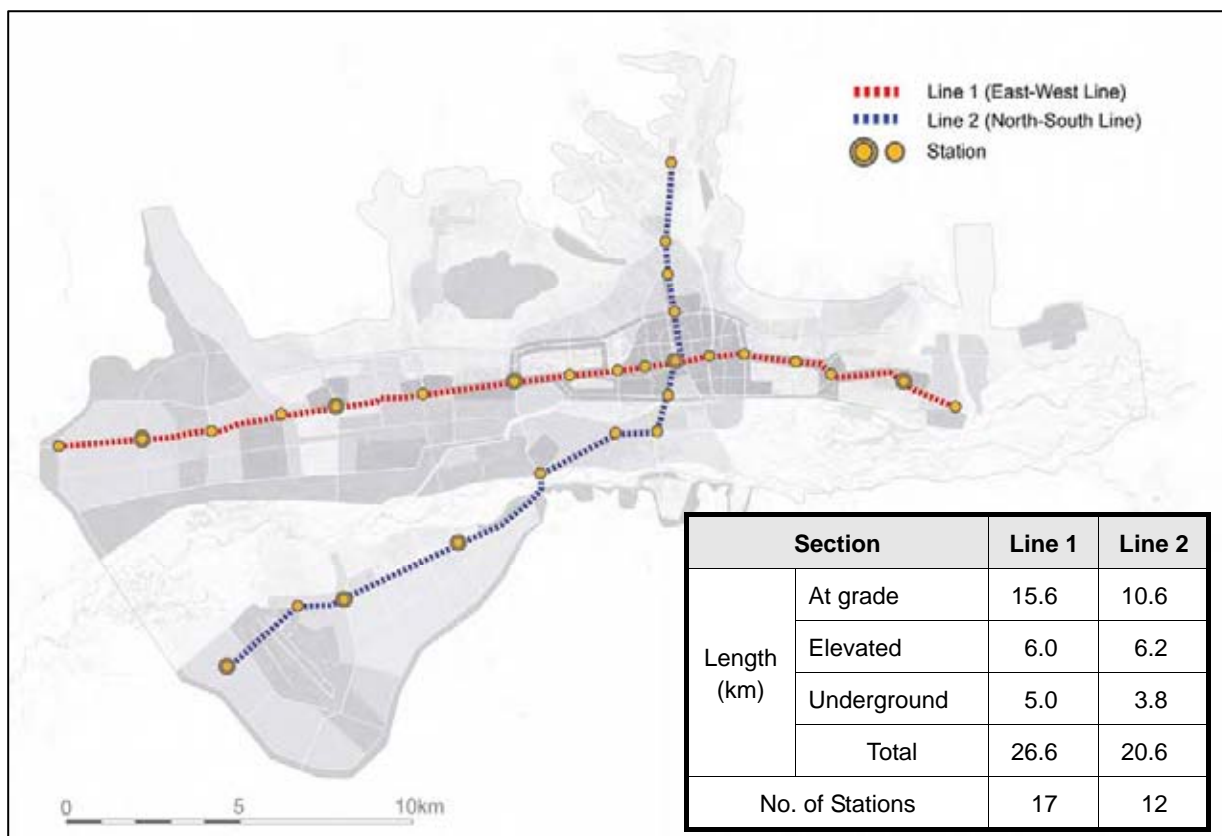 Line 1 (East-West Line)
Line 2 (North-South Line)
Station
Section Line 1 Line 2
Length (km)
At grade 15.6 10.6
Elevated 6.0 6.2
Underground 5.0 3.8
Total 26.6 20.6
No. of Stations 17 12
0 5 10km